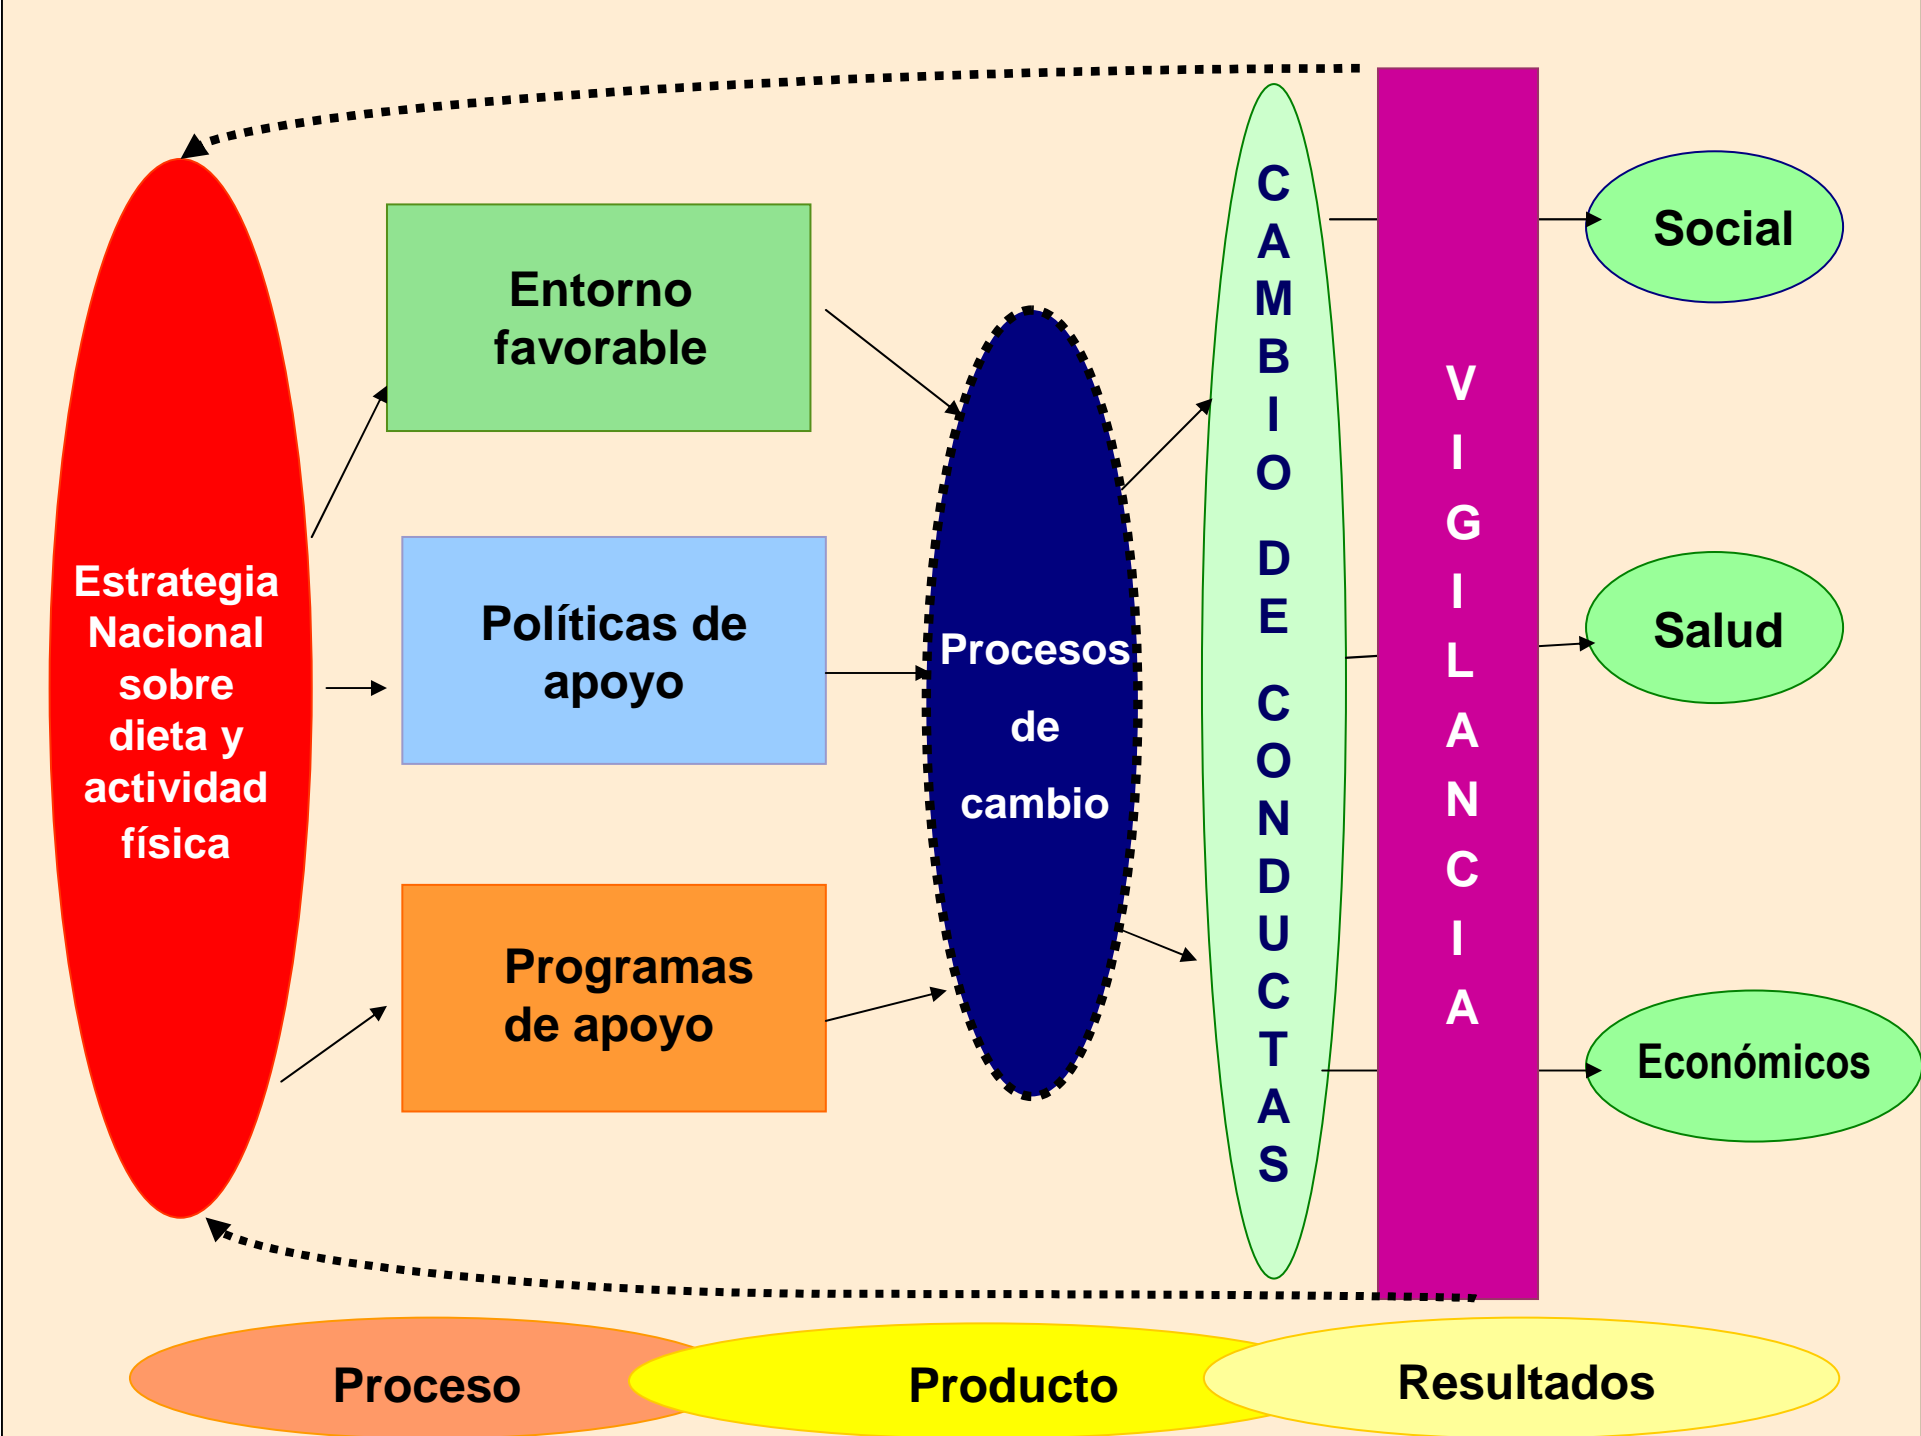 Estrategia
Nacional
sobre
dieta y
actividad
física
Entorno
favorable
Políticas de
apoyo
Programas
de apoyo
Procesos
de
cambio
CAMBIO DE CONDUCTAS
VIGILANCIA
Social
Salud
Económicos
Proceso
Producto
Resultados